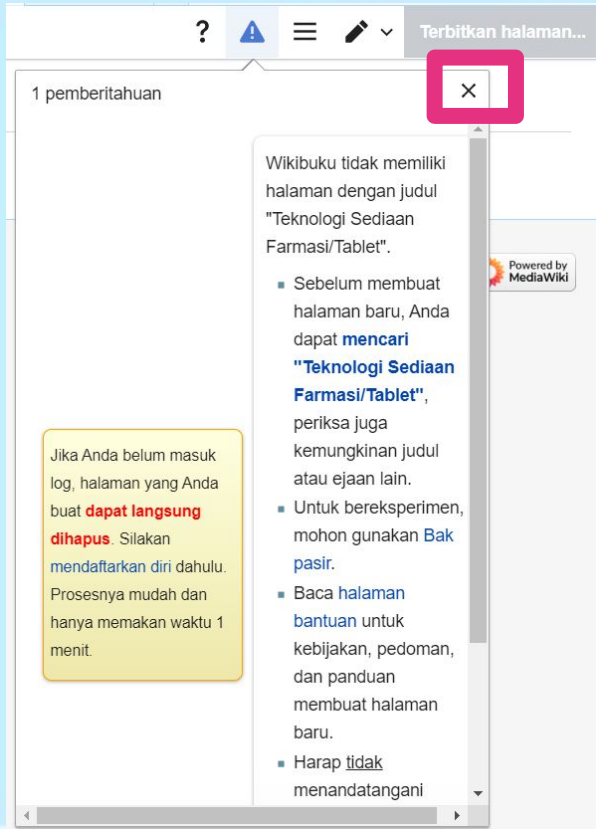 ?
Terbitkan halaman...
1 pemberitahuan
Wikibuku tidak memiliki
halaman dengan judul
"Teknologi Sediaan
Farmasi/Tablet".
Sebelum membuat
halaman baru, Anda
dapat mencari
"Teknologi Sediaan
Farmasi/Tablet",
periksa juga
kemungkinan judul
atau ejaan lain.
Untuk bereksperimen,
mohon gunakan Bak
pasir.
Baca halaman
bantuan untuk
kebijakan, pedoman,
dan panduan
membuat halaman
baru.
Harap tidak
menandatangani
Jika Anda belum masuk
log, halaman yang Anda
buat dapat langsung
dihapus. Silakan
mendaftarkan diri dahulu.
Prosesnya mudah dan
hanya memakan waktu 1
menit.
Powered by
MediaWiki